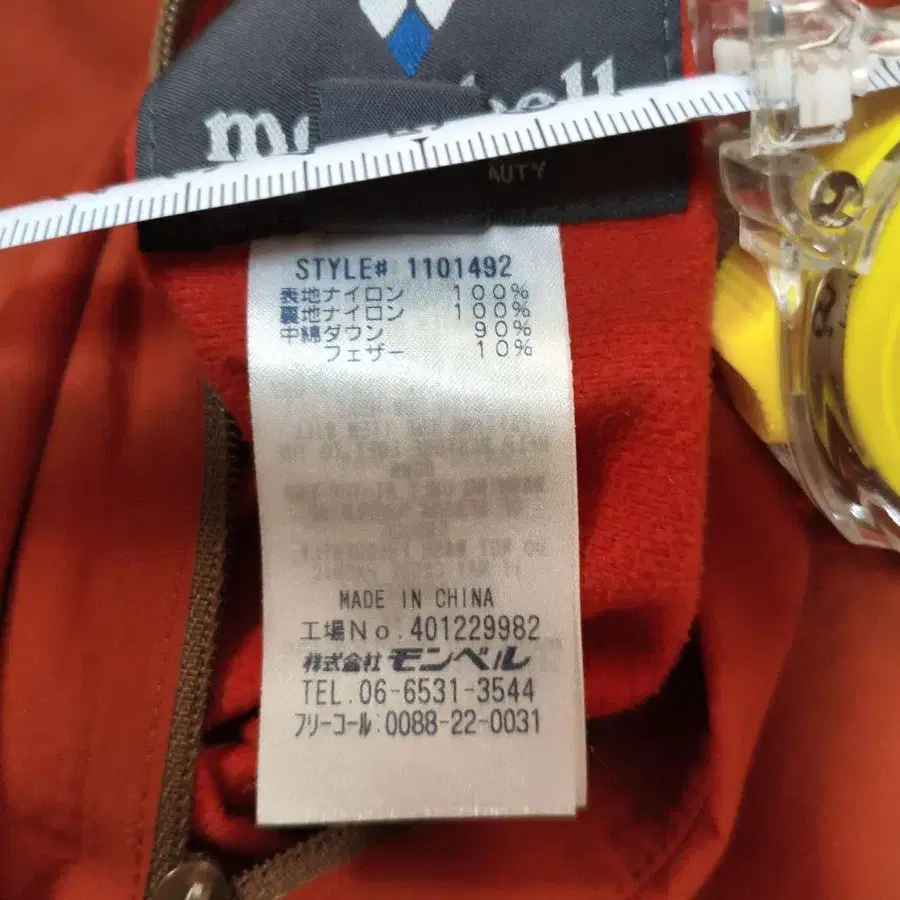 AUTY
STYLE# 1101492
表地ナイロン 100%
裏地ナイロン 100%
中綿ダウン 90%
フェザー 10%
MADE IN CHINA
工場No.401229982
株式会社 モンベル
TEL.06-6531-3544
フリーコール:0088-22-0031